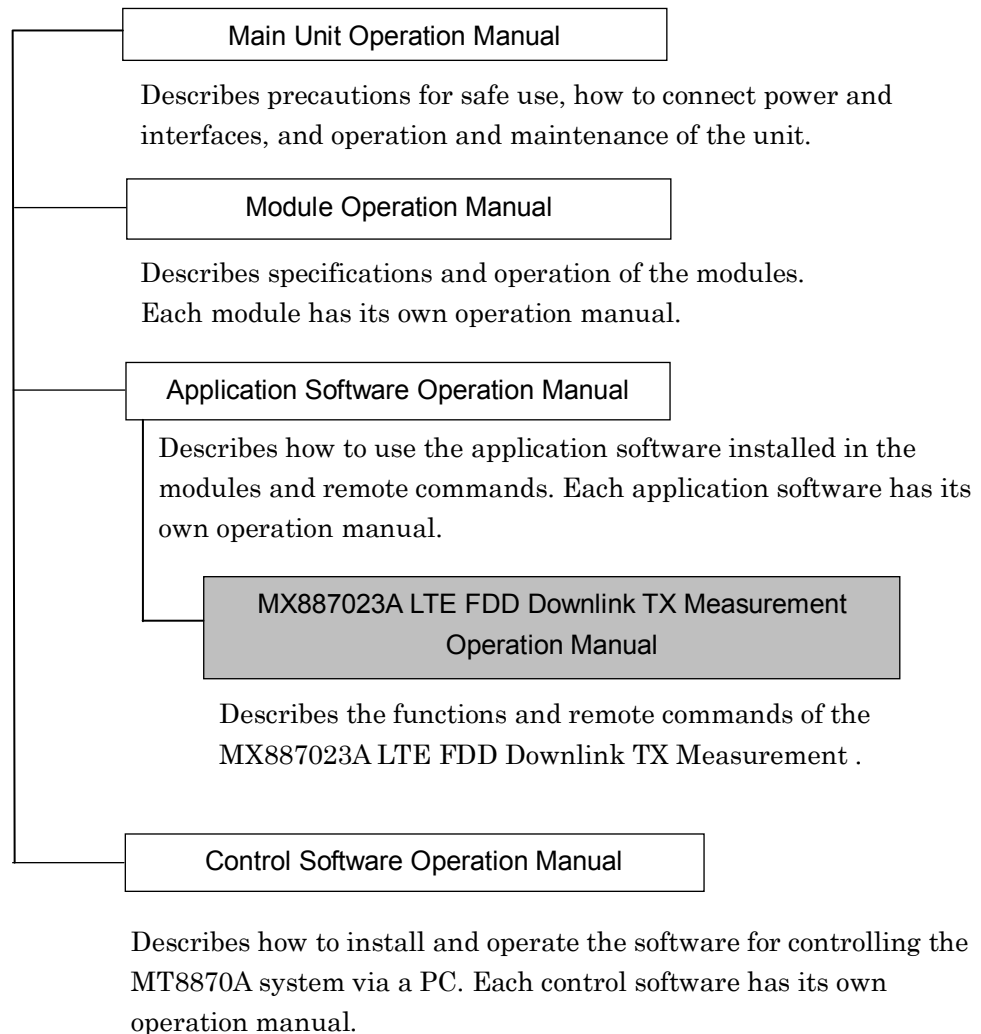 Main Unit Operation Manual
Describes precautions for safe use, how to connect power and
interfaces, and operation and maintenance of the unit.
Module Operation Manual
Describes specifications and operation of the modules.
Each module has its own operation manual.
Application Software Operation Manual
Describes how to use the application software installed in the
modules and remote commands. Each application software has its
own operation manual.
MX887023A LTE FDD Downlink TX Measurement
Operation Manual
Describes the functions and remote commands of the
MX887023A LTE FDD Downlink TX Measurement .
Control Software Operation Manual
Describes how to install and operate the software for controlling the
MT8870A system via a PC. Each control software has its own
operation manual.